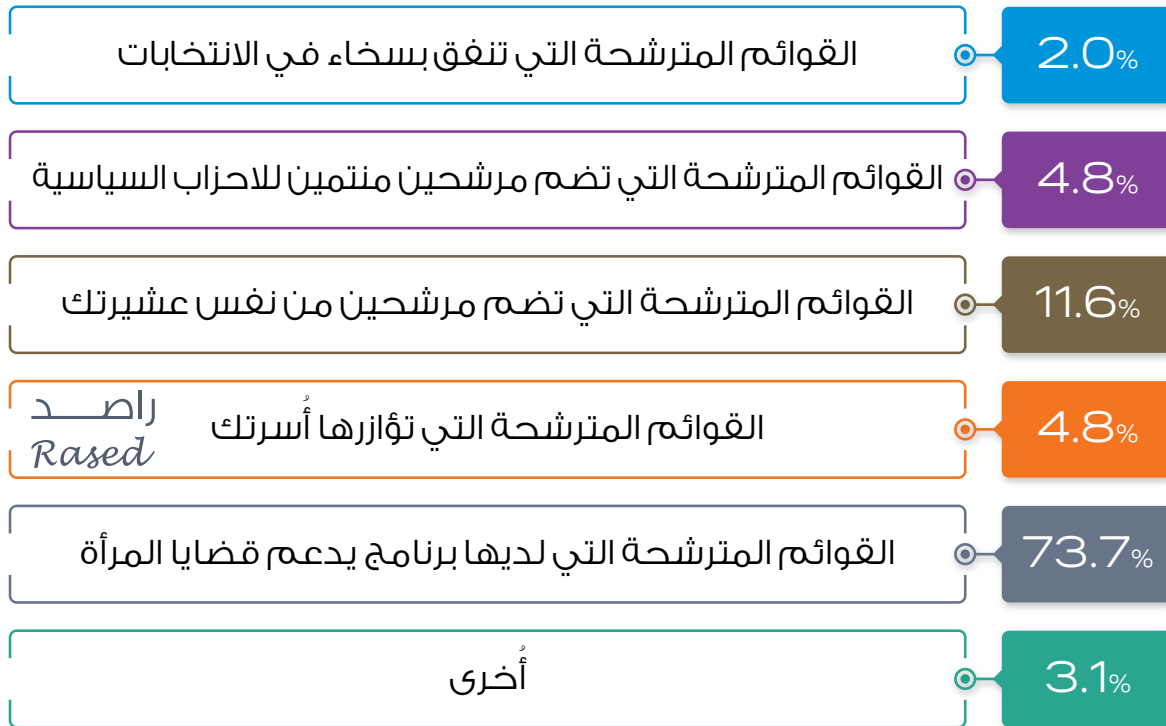 2.0%
القوائم المترشحة التي تنفق بسخاء في الانتخابات
4.8%
القوائم المترشحة التي تضم مرشحين منتمين للاحزاب السياسية
11.6%
القوائم المترشحة التي تضم مرشحين من نفس عشيرتك
4.8%
القوائم المترشحة التي تؤازرها أُسرتك
راصد
Rased
73.7%
القوائم المترشحة التي لديها برنامج يدعم قضايا المرأة
3.1%
أُخرى